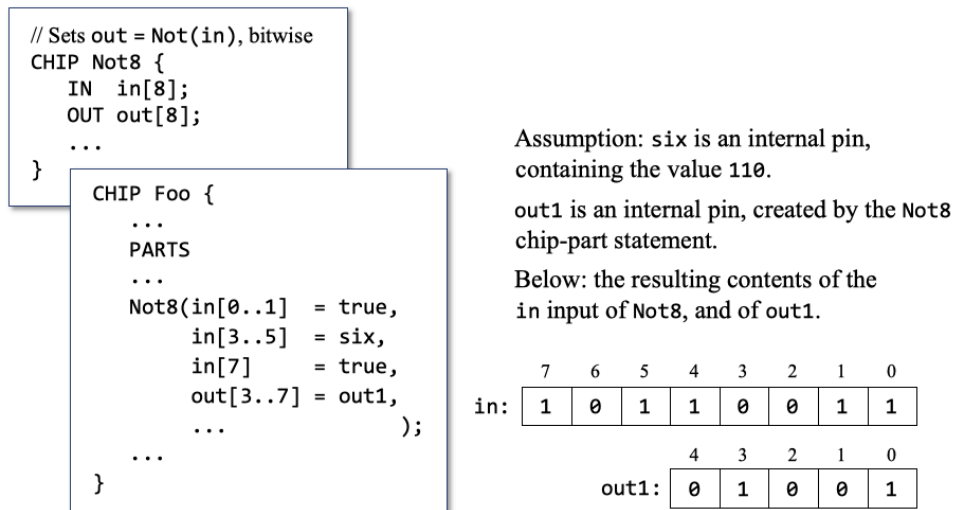 // Sets out = Not(in), bitwise
CHIP Not8 {
IN in[8];
OUT out[8];
...
}
CHIP Foo {
...
PARTS
...
Not8(in[0..1] = true,
in[3..5] = six,
in[7] = true,
out[3..7] = out1,
... );
...
}
Assumption: six is an internal pin,
containing the value 110.
out1 is an internal pin, created by the Not8
chip-part statement.
Below: the resulting contents of the
in input of Not8, and of out1.
7 6 5 4 3 2 1 0
in: 1 0 1 1 0 0 1 1
4 3 2 1 0
out1: 0 1 0 0 1